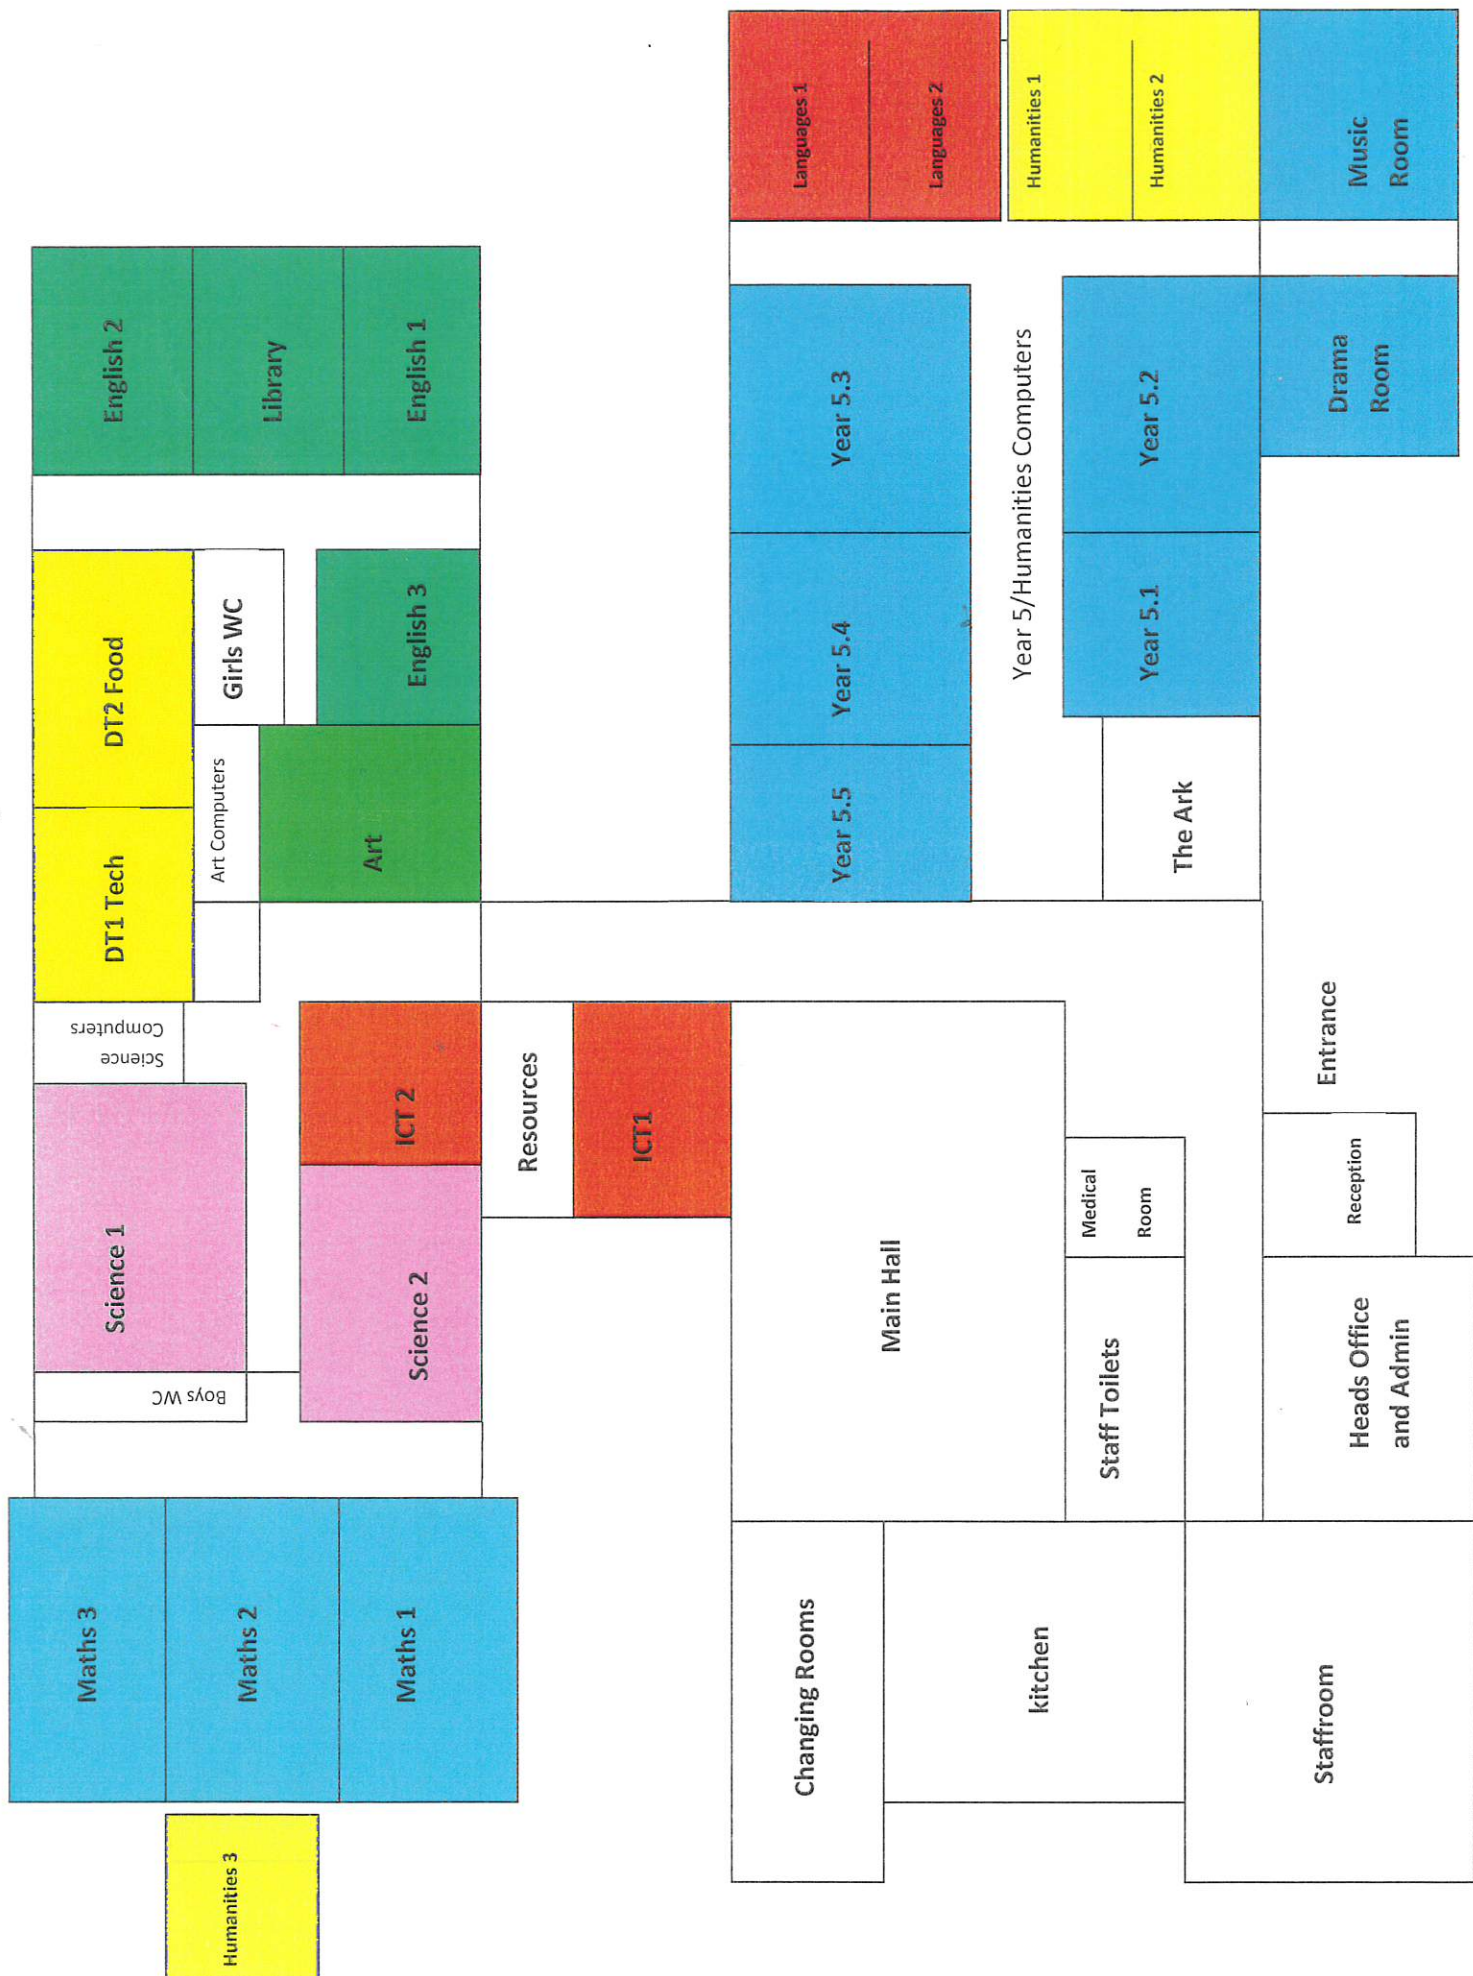 Humanities 3
Maths 3
Maths 2
Maths 1
Boys WC
Science 1
Science 2
Science
Computers
ICT 2
Resources
ICT1
DT1 Tech
DT2 Food
Art Computers
Art
Girls WC
English 3
English 2
Library
English 1
Changing Rooms
kitchen
Staffroom
Main Hall
Staff Toilets
Medical
Room
Heads Office
and Admin
Reception
Entrance
Year 5.5
Year 5.4
Year 5.3
Year 5/Humanities Computers
The Ark
Year 5.1
Year 5.2
Drama
Room
Languages 1
Languages 2
Humanities 1
Humanities 2
Music
Room